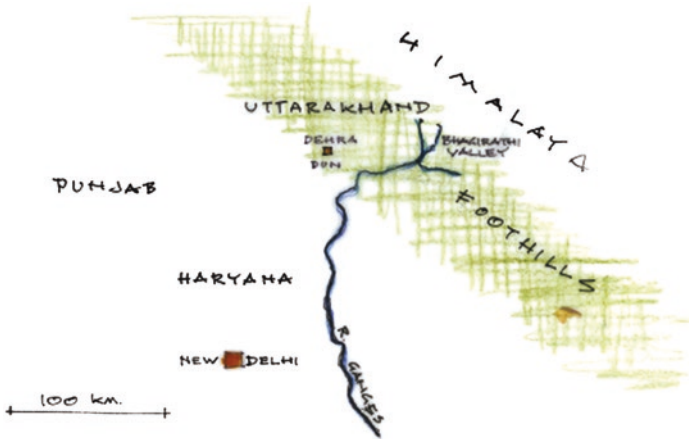 HIMALAYA
UTTARAKHAND
DEHRA
DUN
BHAGIRATHI
VALLEY
PUNJAB
FOOTHILLS
HARYANA
R. GANGES
NEW DELHI
100 km.